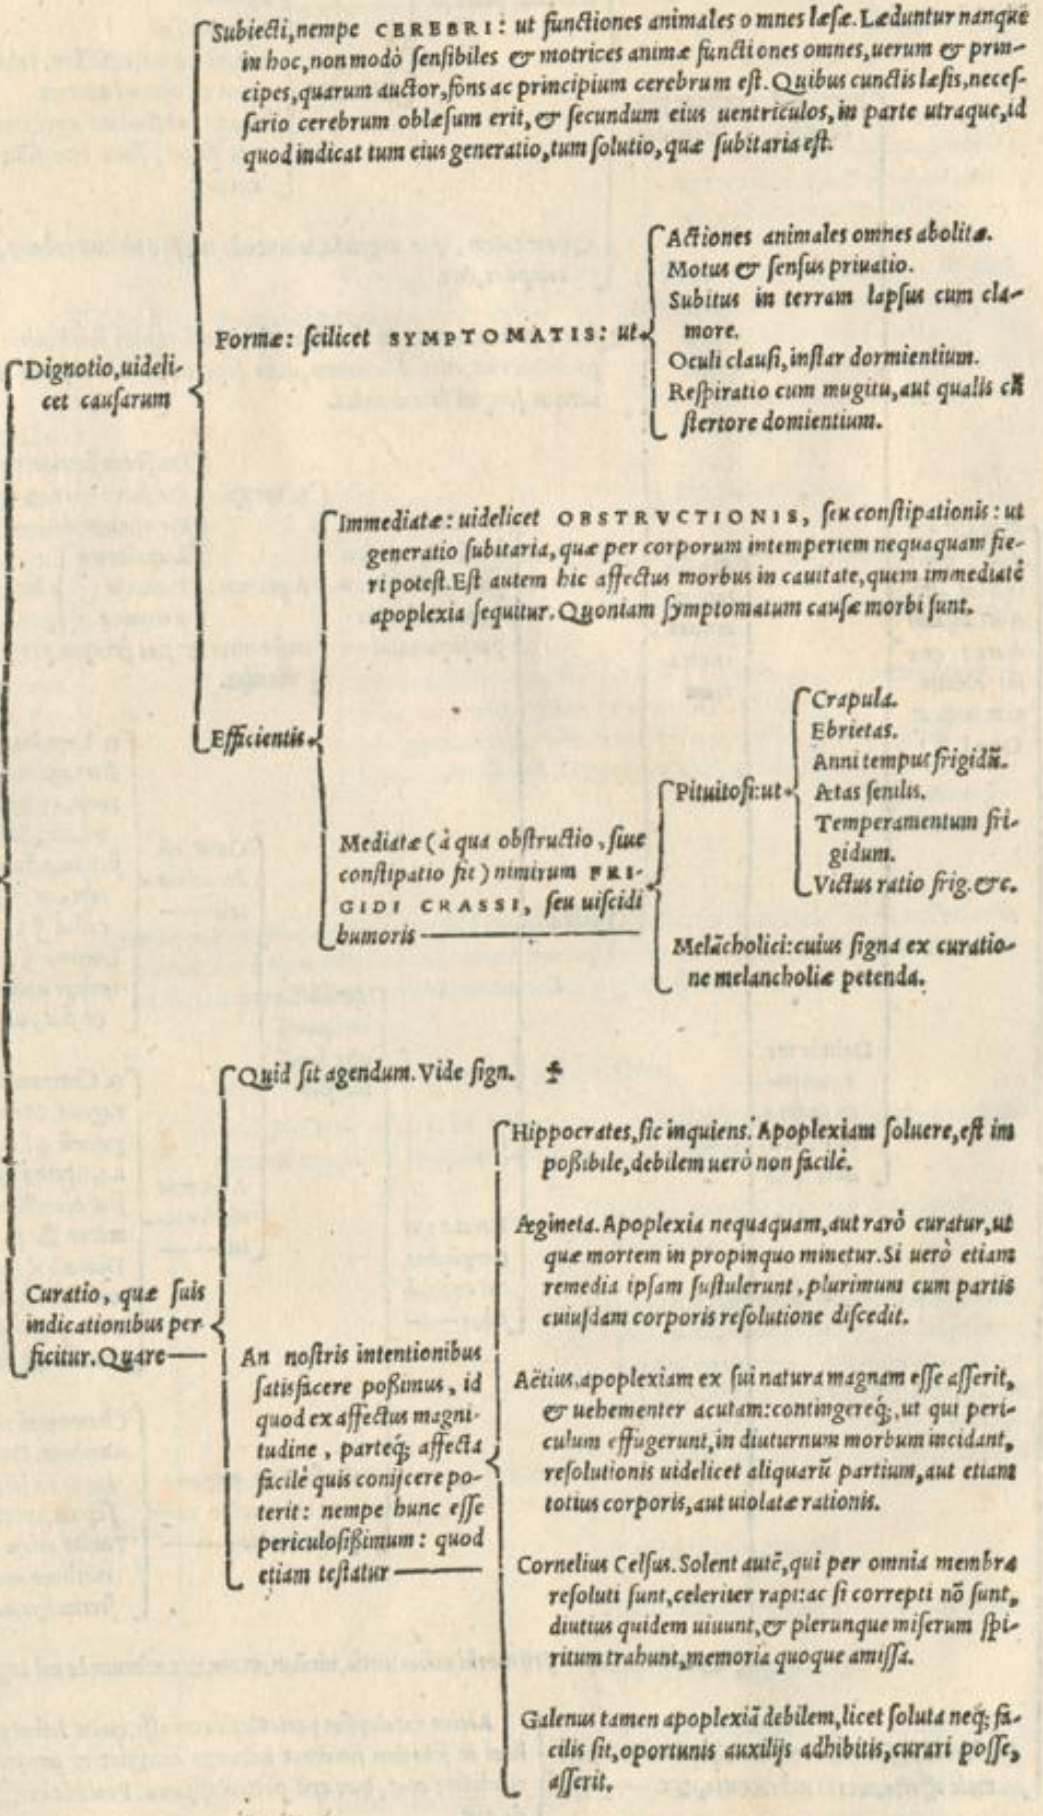 Subiecti, nempe CEREBRI: ut functiones animales omnes læsæ. Læduntur nanque
in hoc, non modò sensibiles & motrices animæ functiones omnes, uerum & prin-
cipes, quarum auctor, fons ac principium cerebrum est. Quibus cunctis læsis, neces-
sario cerebrum oblæsum erit, & secundum eius uentriculos, in parte utraque, id
quod indicat tum eius generatio, tum solutio, quæ subitaria est.
Actiones animales omnes abolitæ.
Motus & sensus priuatio.
Subitus in terram lapsus cum cla-
more.
Formæ: scilicet SYMPTOMATIS: ut
Oculi clausi, instar dormientium.
Respiratio cum mugitu, aut qualis cū
stertore domientium.
Dignotio, uideli-
cet causarum
Immediatæ: uidelicet OBSTRVCTIONIS, seu constipationis: ut
generatio subitaria, quæ per corporum intemperiem nequaquam fie-
ri potest. Est autem hic affectus morbus in cauitate, quem immediatè
apoplexia sequitur. Quoniam symptomatum causæ morbi sunt.
Efficientis.
Mediatæ (à qua obstructio, siue
constipatio fit) nimirum FRI-
GIDI CRASSI, seu uiscidi
humoris
Pituitosi: ut
Crapula.
Ebrietas.
Anni tempus frigidū.
Ætas senilis.
Temperamentum fri-
gidum.
Victus ratio frig. &c.
Melācholici: cuius signa ex curatio-
ne melancholiæ petenda.
Curatio, quæ suis
indicationibus per-
ficitur. Quare
Quid sit agendum. Vide sign.
An nostris intentionibus
satisfacere poßimus, id
quod ex affectus magni-
tudine, parteq; affecta
facilè quis conijcere po-
terit: nempe hunc esse
periculosißimum: quod
etiam testatur
Hippocrates, sic inquiens. Apoplexiam soluere, est im
poßibile, debilem uerò non facilè.
Ægineta. Apoplexia nequaquam, aut rarò curatur, ut
quæ mortem in propinquo minetur. Si uerò etiam
remedia ipsam sustulerunt, plurimum cum partis
cuiusdam corporis resolutione discedit.
Aëtius, apoplexiam ex sui natura magnam esse asserit,
& uehementer acutam: contingereq;, ut qui peri-
culum effugerunt, in diuturnum morbum incidant,
resolutionis uidelicet aliquarū partium, aut etiam
totius corporis, aut uiolatæ rationis.
Cornelius Celsus. Solent autē, qui per omnia membra
resoluti sunt, celeriter rapi: ac si correpti nō sunt,
diutius quidem uiuunt, & plerunque miserum spi-
ritum trahunt, memoria quoque amissa.
Galenus tamen apoplexiā debilem, licet soluta neq; fa-
cilis sit, oportunis auxilijs adhibitis, curari posse,
asserit.